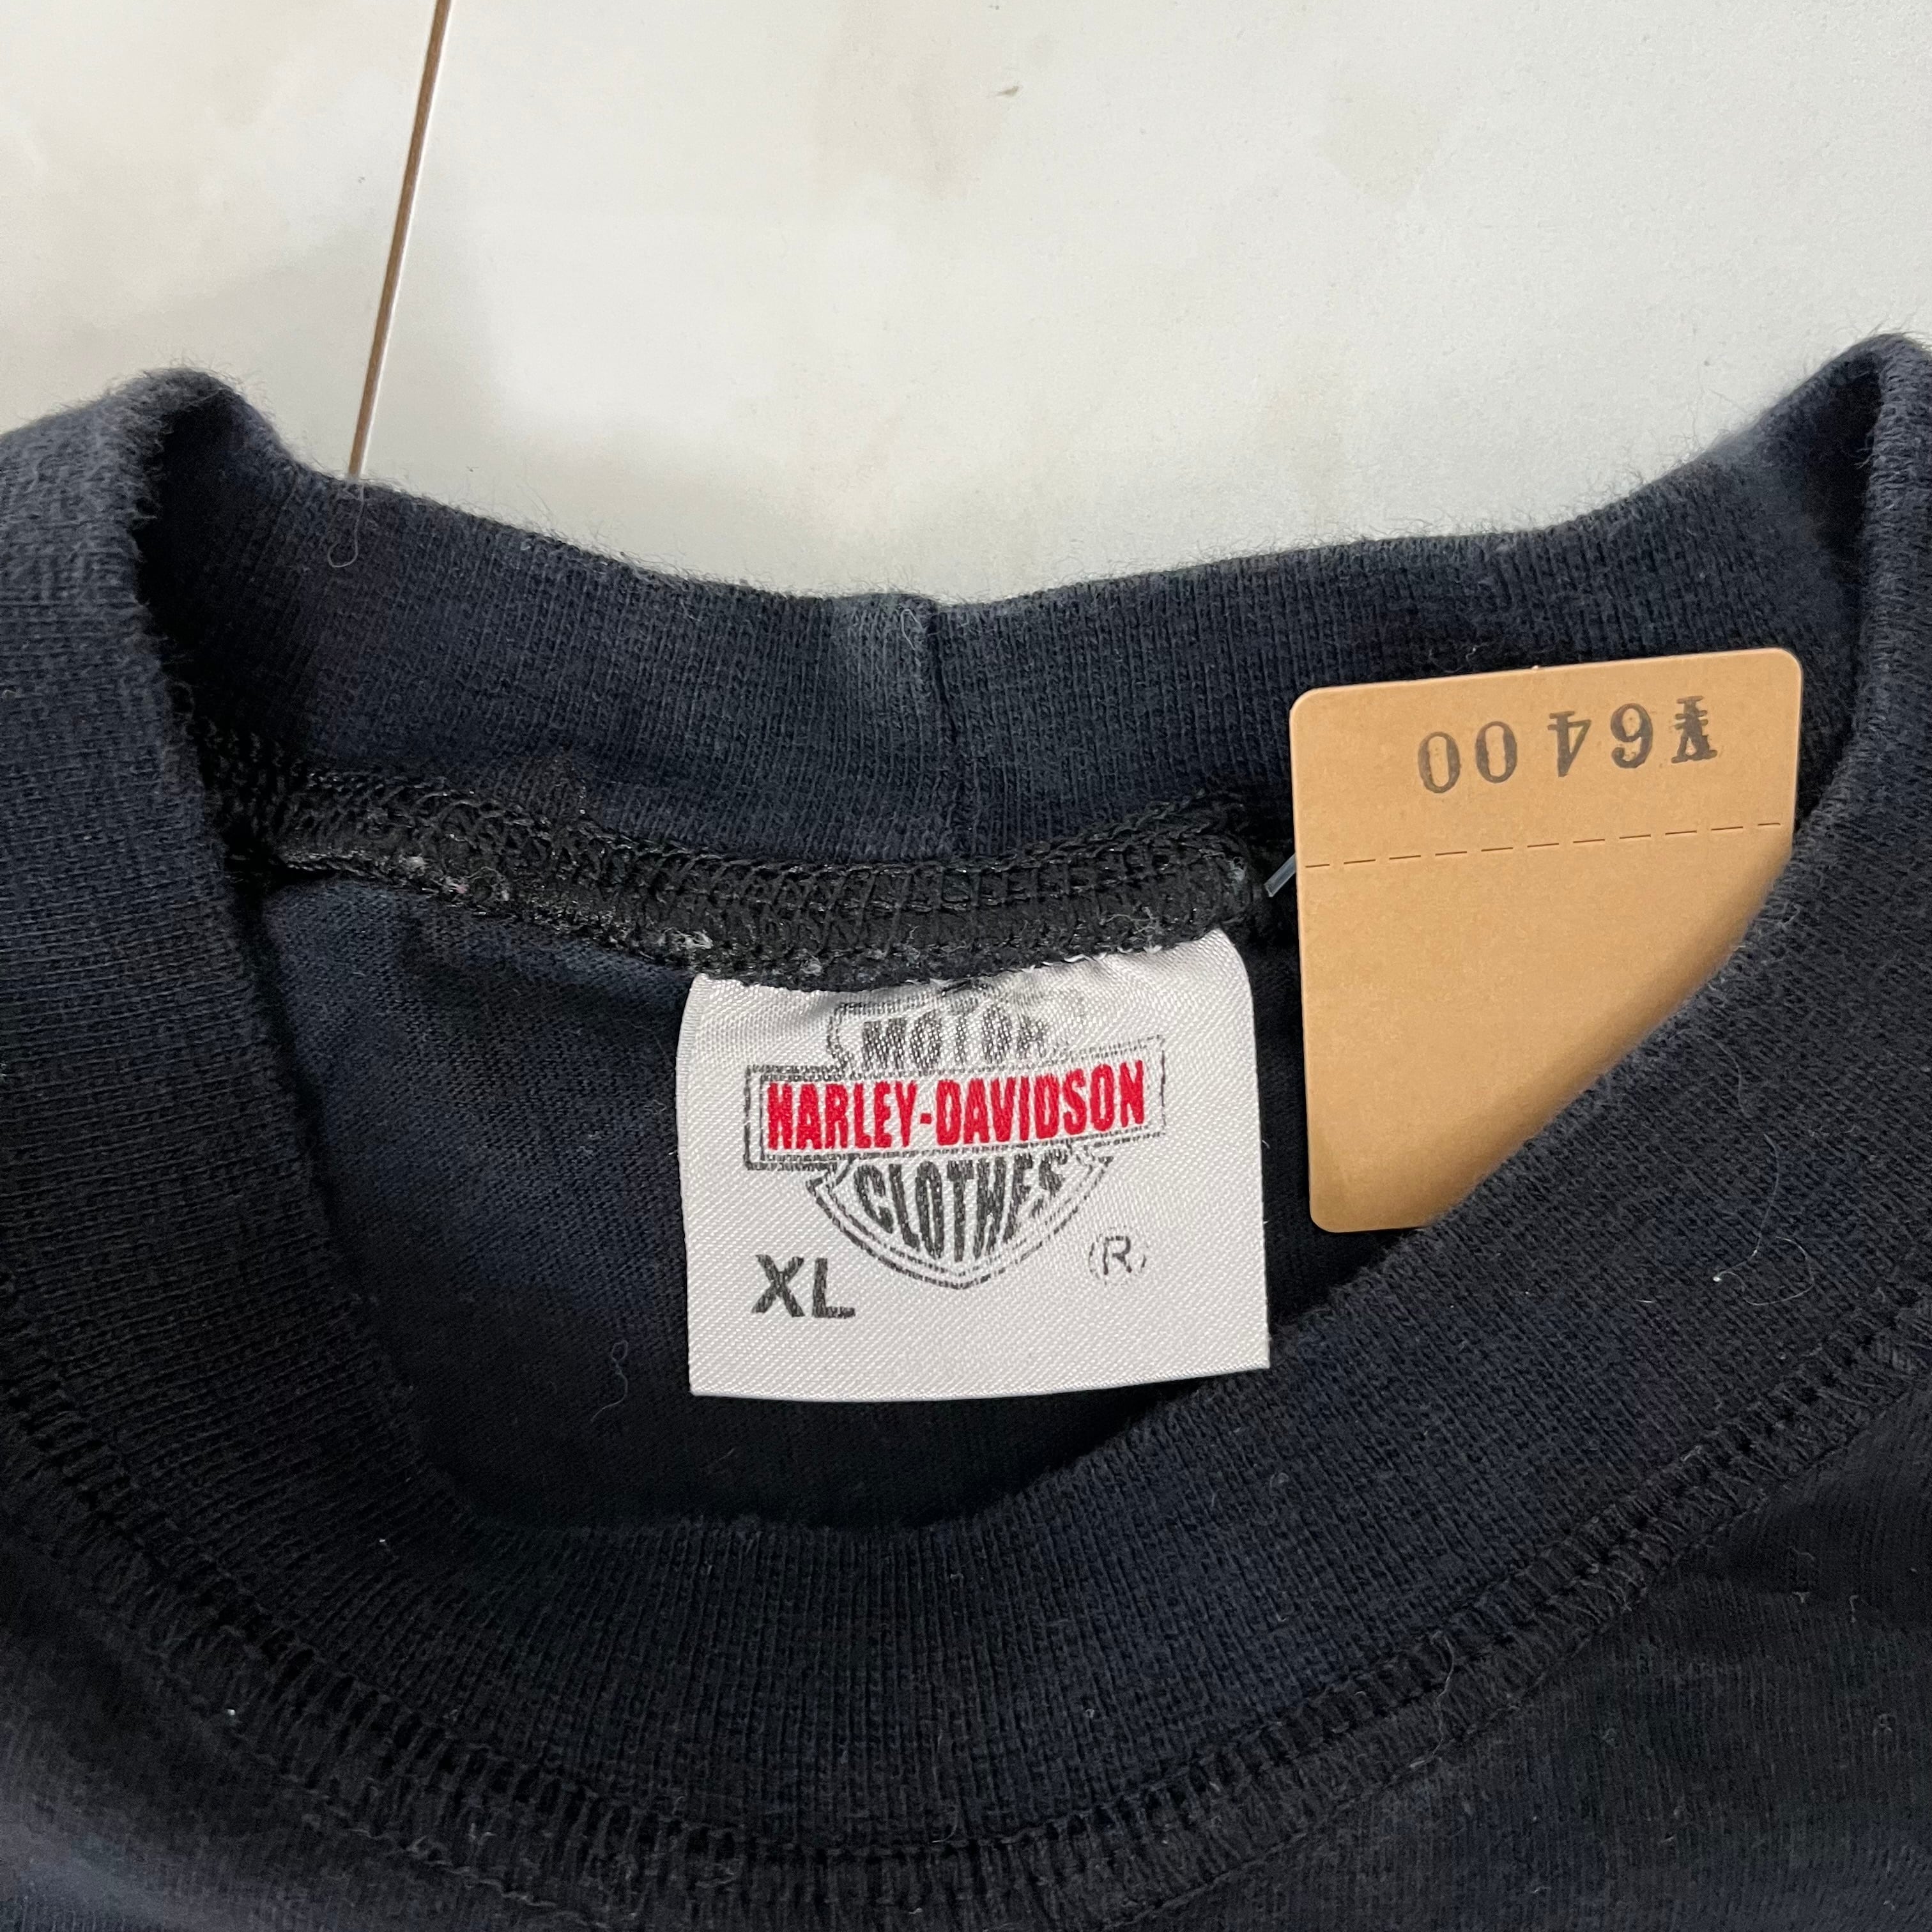 ¥6400
MOTOR
HARLEY-DAVIDSON
CLOTHES
XL
®